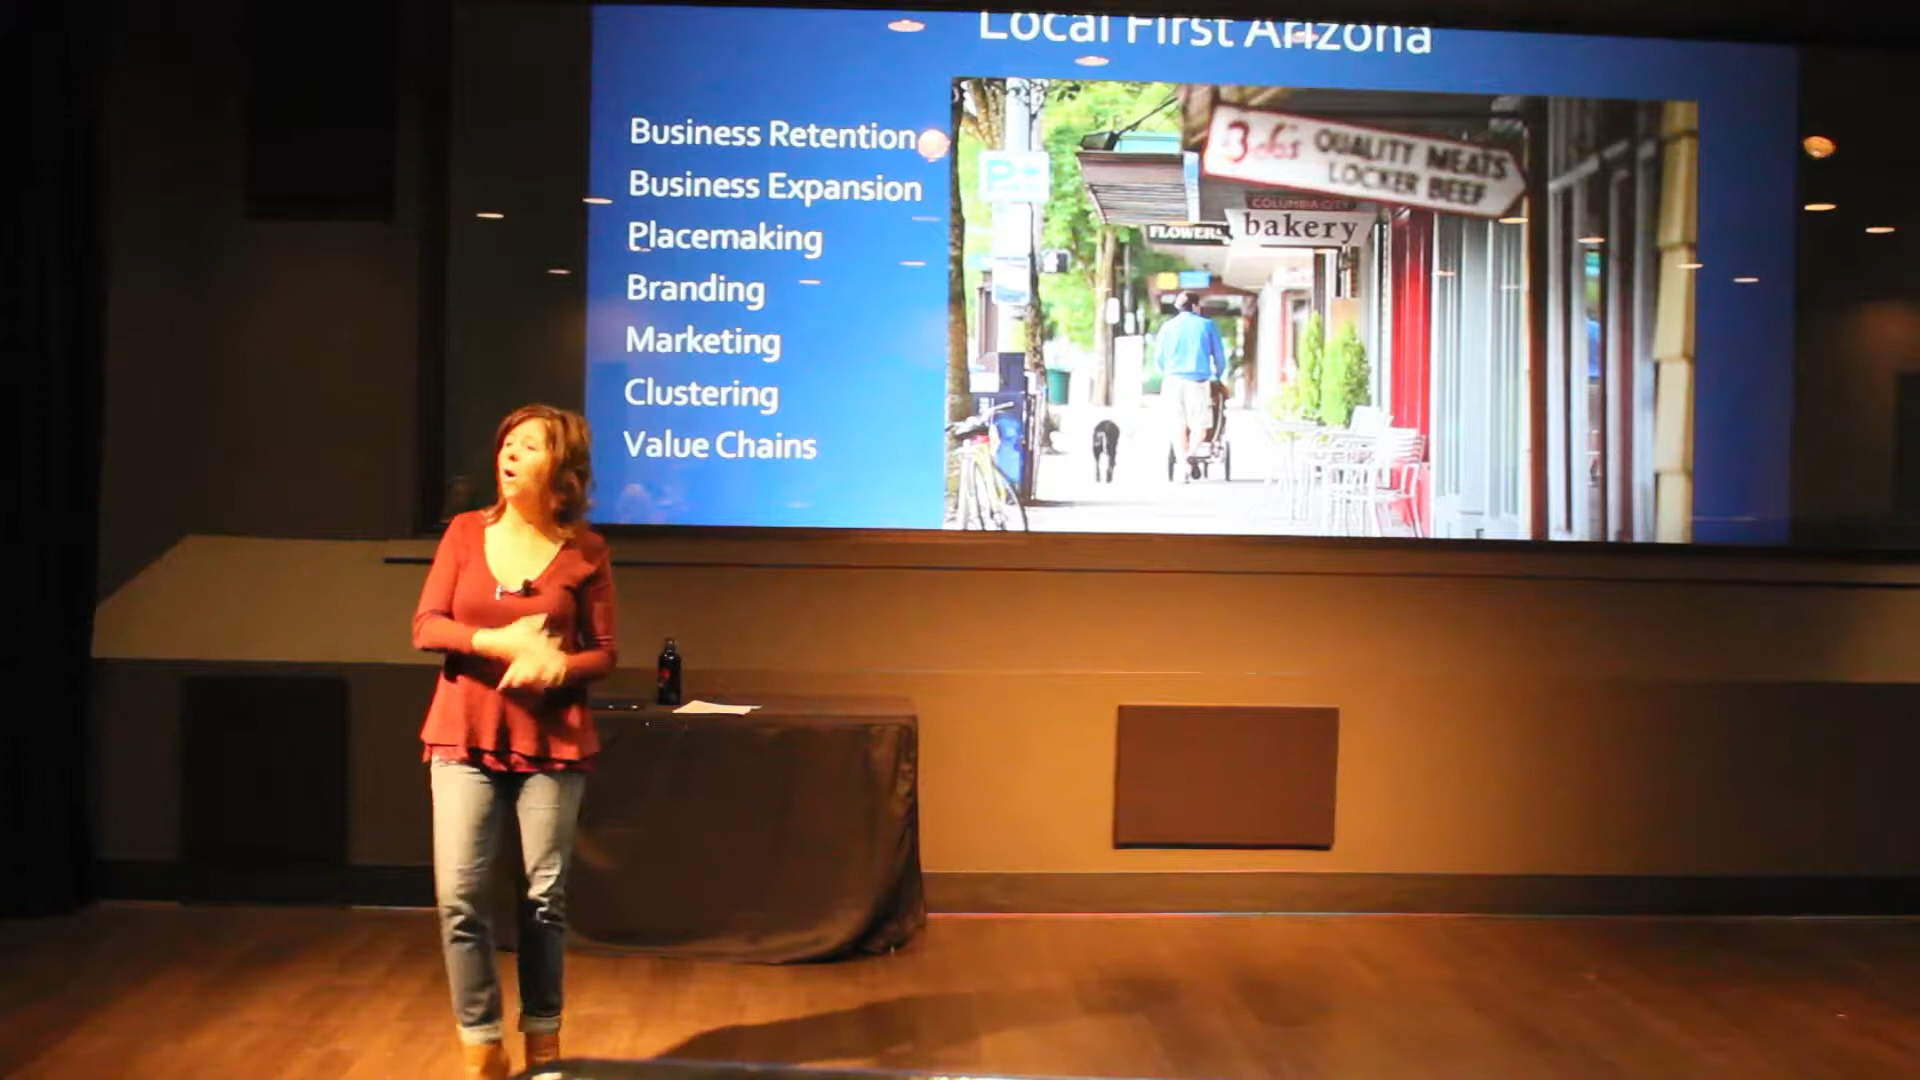 Local First Arizona
Business Retention
Business Expansion
Placemaking
Branding
Marketing
Clustering
Value Chains
Bob's QUALITY MEATS
LOCKER BEEF
COLUMBIA CITY
bakery
FLOWERS
P